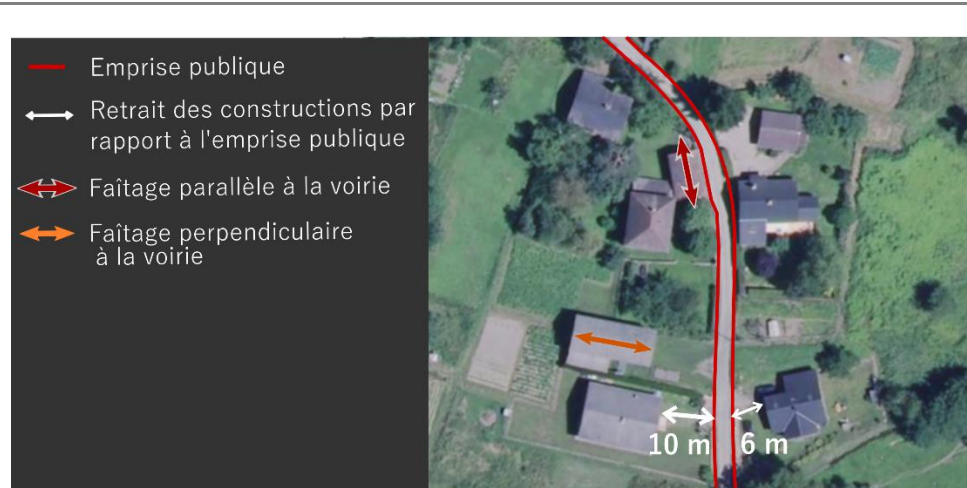 Emprise publique
Retrait des constructions par
rapport à l'emprise publique
Faîtage parallèle à la voirie
Faîtage perpendiculaire
à la voirie
10 m
6 m